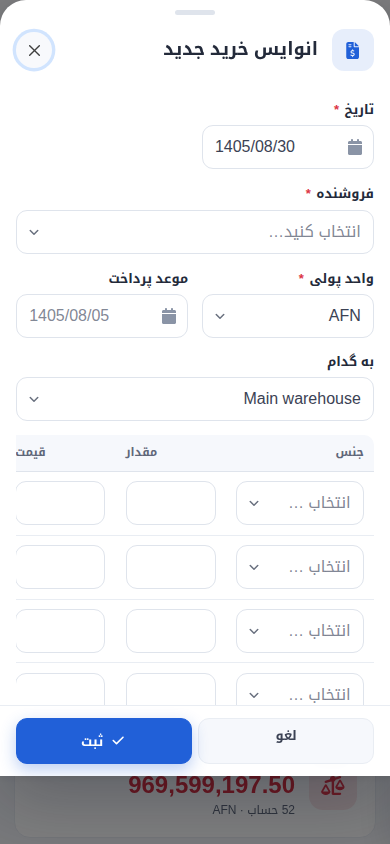 انوایس خرید جدید
تاریخ *
1405/08/30
فروشنده *
انتخاب کنید...
واحد پولی * موعد پرداخت
AFN 1405/08/05
به گدام
Main warehouse
جنس مقدار قیمت
انتخاب ...
انتخاب ...
انتخاب ...
انتخاب ...
لغو ثبت
969,599,197.50
52 حساب · AFN